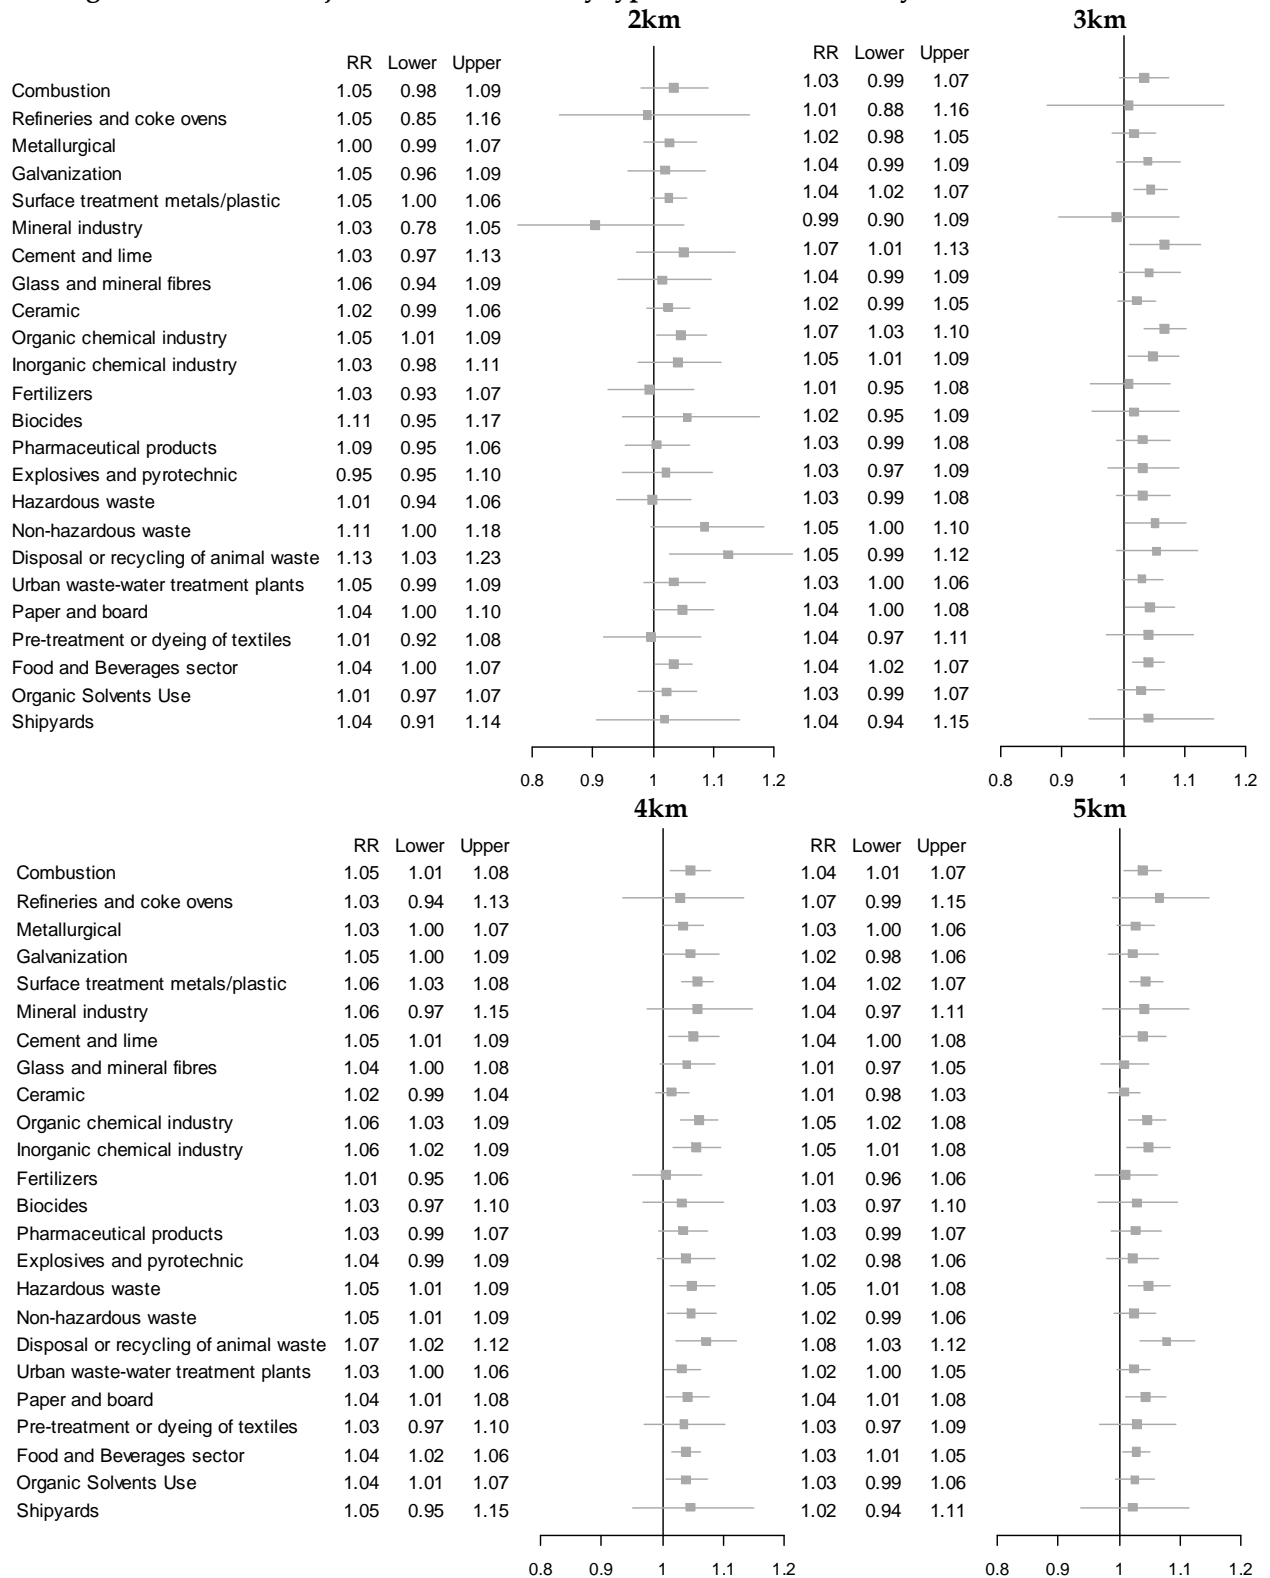 2km 3km
RR Lower Upper RR Lower Upper
Combustion 1.05 0.98 1.09 1.03 0.99 1.07
Refineries and coke ovens 1.05 0.85 1.16 1.01 0.88 1.16
Metallurgical 1.00 0.99 1.07 1.02 0.98 1.05
Galvanization 1.05 0.96 1.09 1.04 0.99 1.09
Surface treatment metals/plastic 1.05 1.00 1.06 1.04 1.02 1.07
Mineral industry 1.03 0.78 1.05 0.99 0.90 1.09
Cement and lime 1.03 0.97 1.13 1.07 1.01 1.13
Glass and mineral fibres 1.06 0.94 1.09 1.04 0.99 1.09
Ceramic 1.02 0.99 1.06 1.02 0.99 1.05
Organic chemical industry 1.05 1.01 1.09 1.07 1.03 1.10
Inorganic chemical industry 1.03 0.98 1.11 1.05 1.01 1.09
Fertilizers 1.03 0.93 1.07 1.01 0.95 1.08
Biocides 1.11 0.95 1.17 1.02 0.95 1.09
Pharmaceutical products 1.09 0.95 1.06 1.03 0.99 1.08
Explosives and pyrotechnic 0.95 0.95 1.10 1.03 0.97 1.09
Hazardous waste 1.01 0.94 1.06 1.03 0.99 1.08
Non-hazardous waste 1.11 1.00 1.18 1.05 1.00 1.10
Disposal or recycling of animal waste 1.13 1.03 1.23 1.05 0.99 1.12
Urban waste-water treatment plants 1.05 0.99 1.09 1.03 1.00 1.06
Paper and board 1.04 1.00 1.10 1.04 1.00 1.08
Pre-treatment or dyeing of textiles 1.01 0.92 1.08 1.04 0.97 1.11
Food and Beverages sector 1.04 1.00 1.07 1.04 1.02 1.07
Organic Solvents Use 1.01 0.97 1.07 1.03 0.99 1.07
Shipyards 1.04 0.91 1.14 1.04 0.94 1.15
0.8 0.9 1 1.1 1.2 0.8 0.9 1 1.1 1.2
4km 5km
RR Lower Upper RR Lower Upper
Combustion 1.05 1.01 1.08 1.04 1.01 1.07
Refineries and coke ovens 1.03 0.94 1.13 1.07 0.99 1.15
Metallurgical 1.03 1.00 1.07 1.03 1.00 1.06
Galvanization 1.05 1.00 1.09 1.02 0.98 1.06
Surface treatment metals/plastic 1.06 1.03 1.08 1.04 1.02 1.07
Mineral industry 1.06 0.97 1.15 1.04 0.97 1.11
Cement and lime 1.05 1.01 1.09 1.04 1.00 1.08
Glass and mineral fibres 1.04 1.00 1.08 1.01 0.97 1.05
Ceramic 1.02 0.99 1.04 1.01 0.98 1.03
Organic chemical industry 1.06 1.03 1.09 1.05 1.02 1.08
Inorganic chemical industry 1.06 1.02 1.09 1.05 1.01 1.08
Fertilizers 1.01 0.95 1.06 1.01 0.96 1.06
Biocides 1.03 0.97 1.10 1.03 0.97 1.10
Pharmaceutical products 1.03 0.99 1.07 1.03 0.99 1.07
Explosives and pyrotechnic 1.04 0.99 1.09 1.02 0.98 1.06
Hazardous waste 1.05 1.01 1.09 1.05 1.01 1.08
Non-hazardous waste 1.05 1.01 1.09 1.02 0.99 1.06
Disposal or recycling of animal waste 1.07 1.02 1.12 1.08 1.03 1.12
Urban waste-water treatment plants 1.03 1.00 1.06 1.02 1.00 1.05
Paper and board 1.04 1.01 1.08 1.04 1.01 1.08
Pre-treatment or dyeing of textiles 1.03 0.97 1.10 1.03 0.97 1.09
Food and Beverages sector 1.04 1.02 1.06 1.03 1.01 1.05
Organic Solvents Use 1.04 1.01 1.07 1.03 0.99 1.06
Shipyards 1.05 0.95 1.15 1.02 0.94 1.11
0.8 0.9 1 1.1 1.2 0.8 0.9 1 1.1 1.2